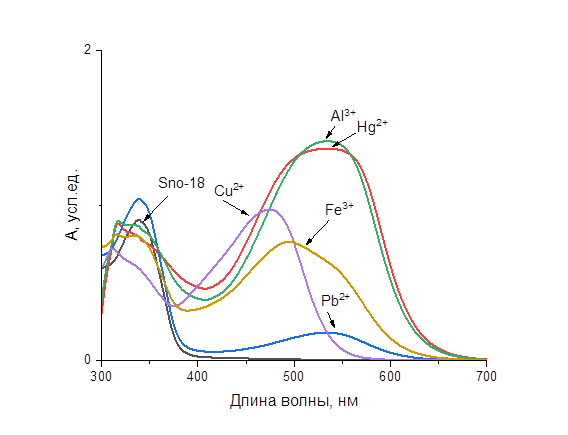 2
Al³⁺
Hg²⁺
Sno-18
Cu²⁺
Fe³⁺
Pb²⁺
А, усл.ед.
0
300 400 500 600 700
Длина волны, нм